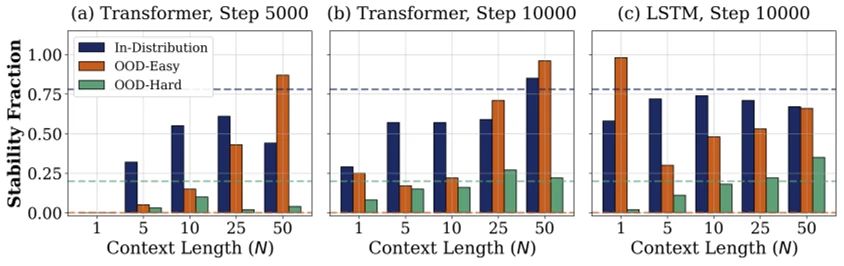 (a) Transformer, Step 5000
(b) Transformer, Step 10000
(c) LSTM, Step 10000
Stability Fraction
1.00
0.75
0.50
0.25
0.00
In-Distribution
OOD-Easy
OOD-Hard
1 5 10 25 50
1 5 10 25 50
1 5 10 25 50
Context Length (N)
Context Length (N)
Context Length (N)